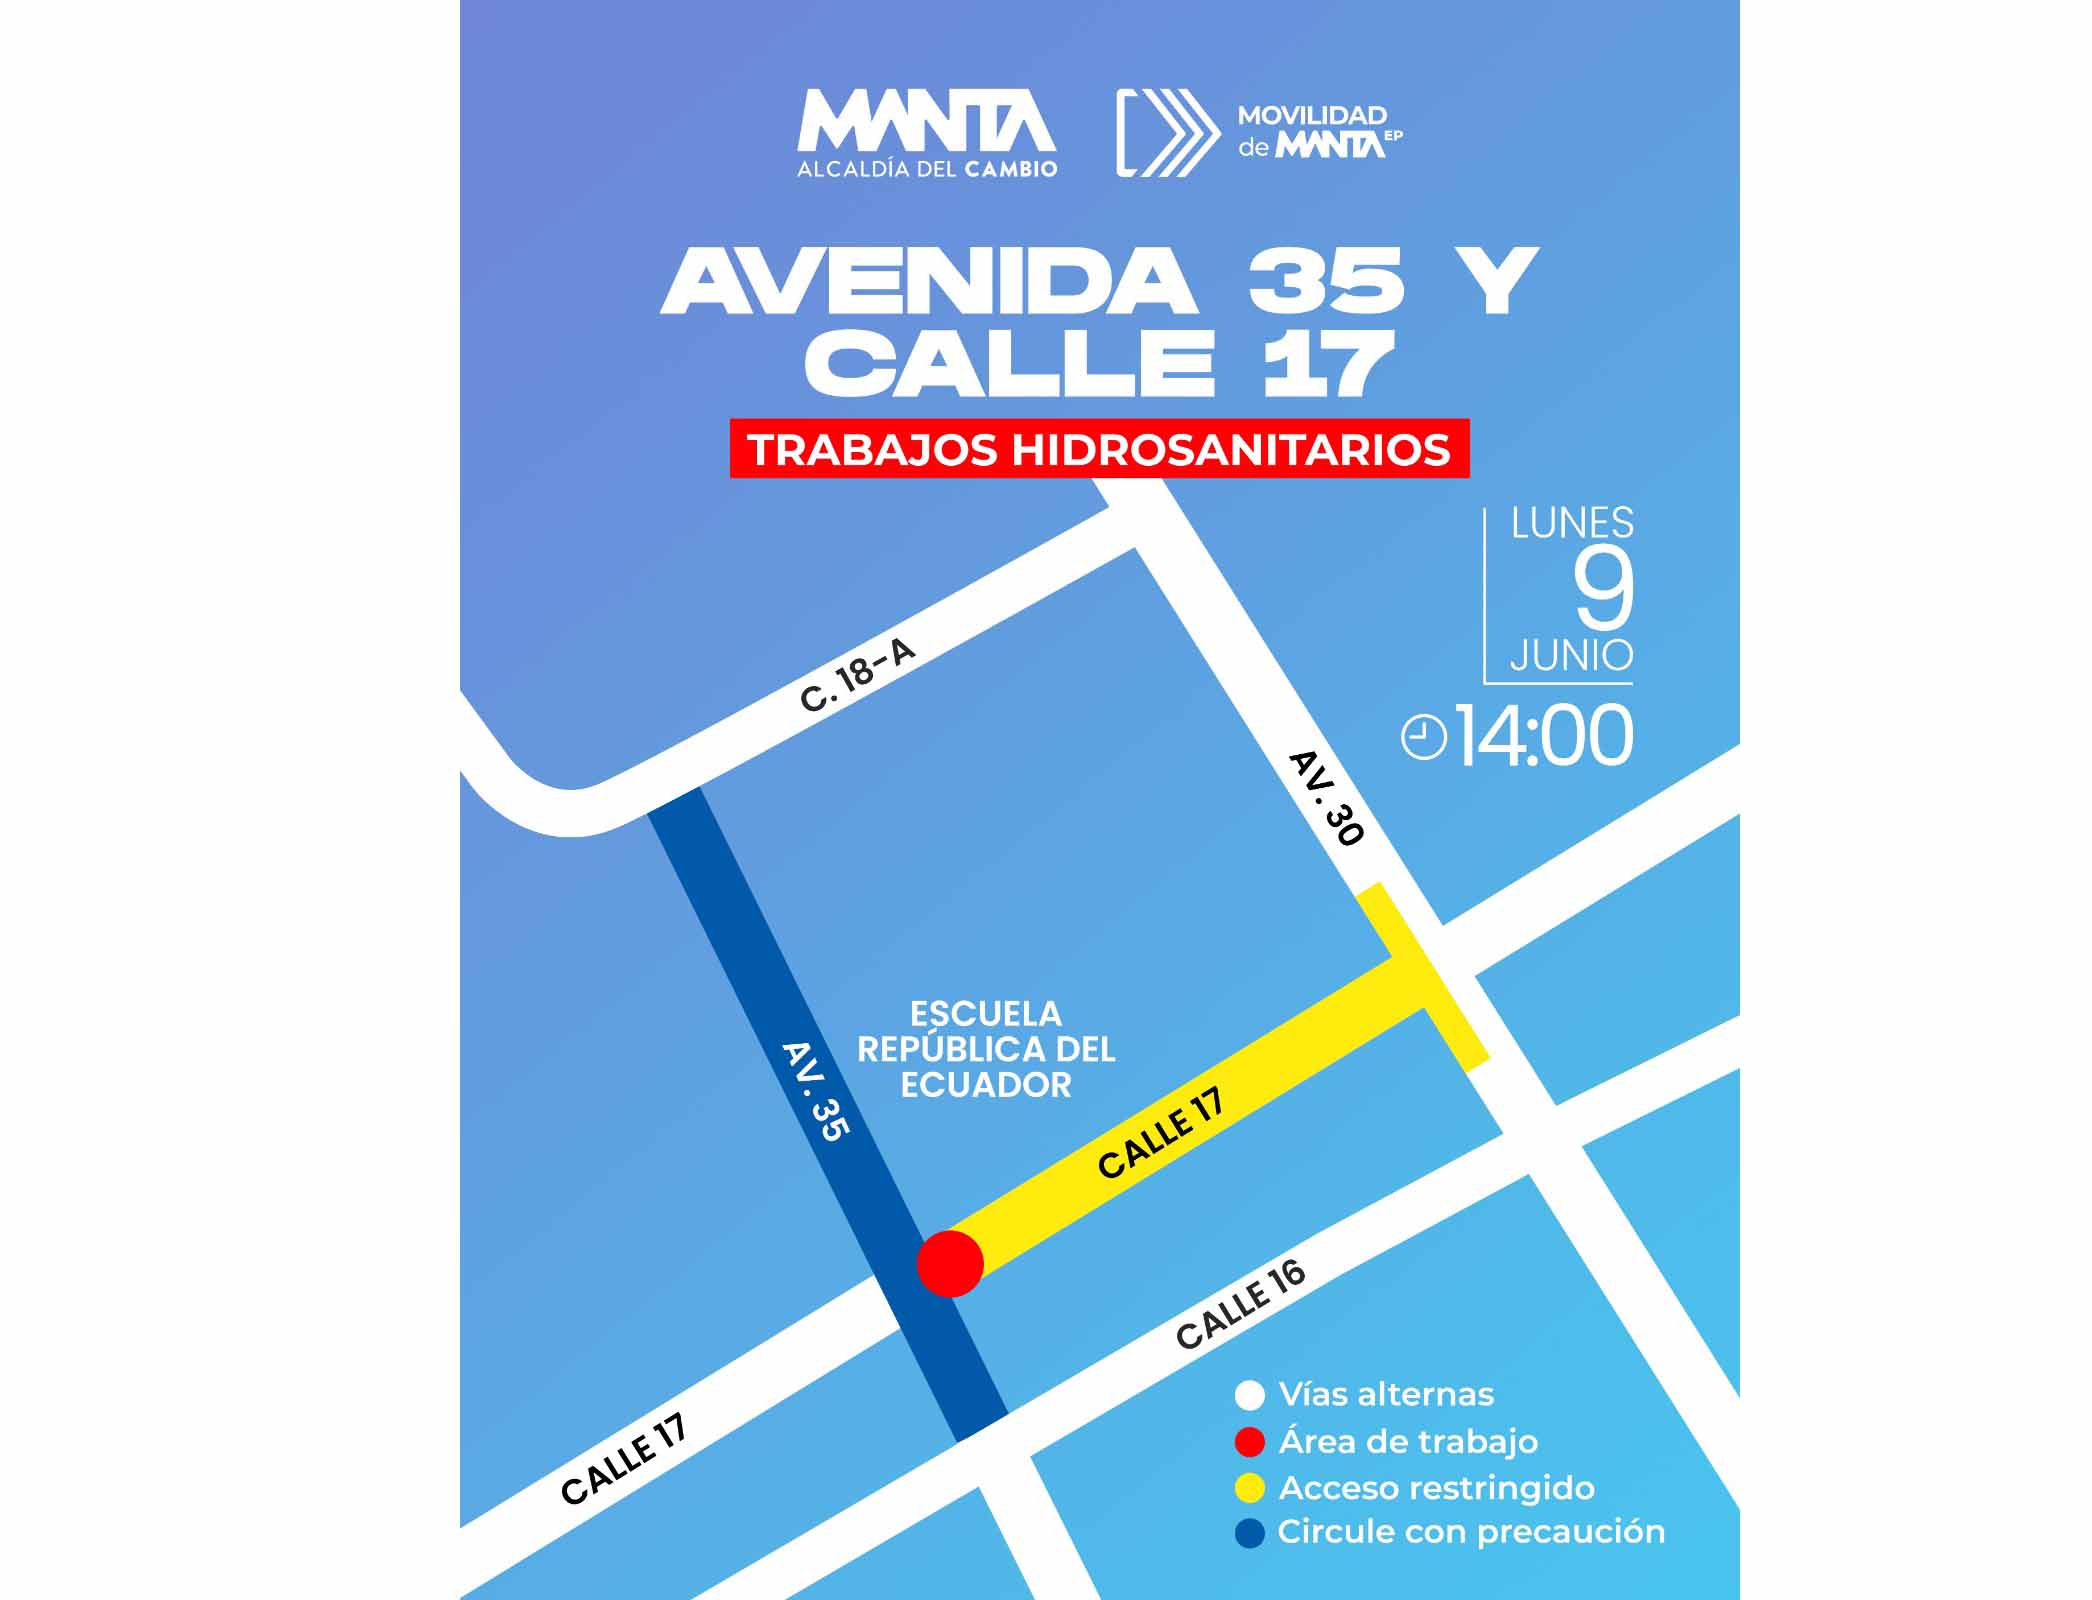 MANTA
ALCALDÍA DEL CAMBIO
MOVILIDAD
de MANTA EP
AVENIDA 35 Y
CALLE 17
TRABAJOS HIDROSANITARIOS
LUNES
9
JUNIO
14:00
C. 18-A
AV. 30
ESCUELA
REPÚBLICA DEL
ECUADOR
AV. 35
CALLE 17
CALLE 16
CALLE 17
Vías alternas
Área de trabajo
Acceso restringido
Circule con precaución